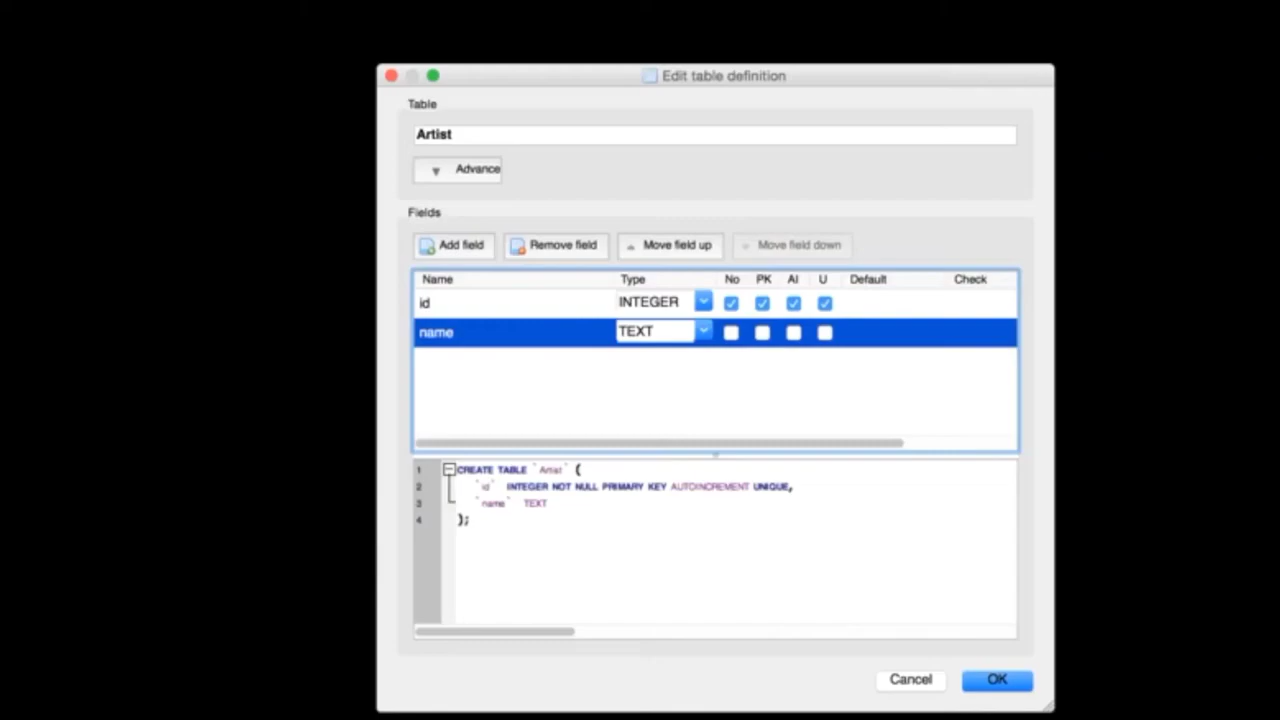 Edit table definition
Table
Artist
Advance
Fields
Add field Remove field Move field up Move field down
Name Type No PK AI U Default Check
id INTEGER
name TEXT
1 CREATE TABLE `Artist` (
2 `id` INTEGER NOT NULL PRIMARY KEY AUTOINCREMENT UNIQUE,
3 `name` TEXT
4 );
Cancel OK